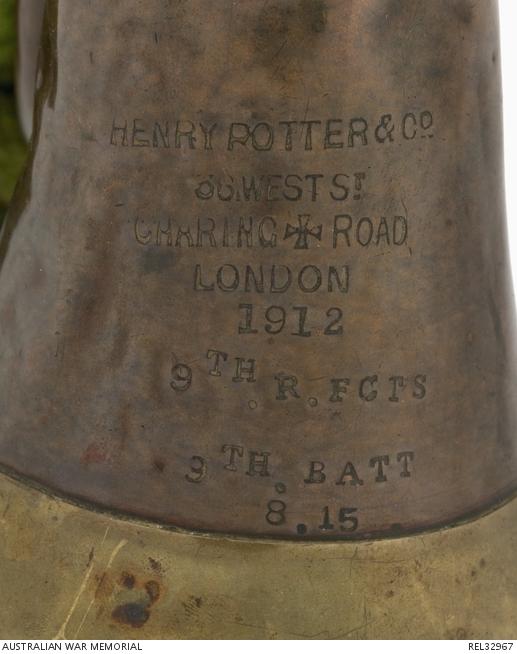 HENRY POTTER & CO
36 WEST ST
CHARING ✠ ROAD
LONDON
1912
9TH. R. FCTS
9TH. BATT
8.15.
AUSTRALIAN WAR MEMORIAL
REL32967